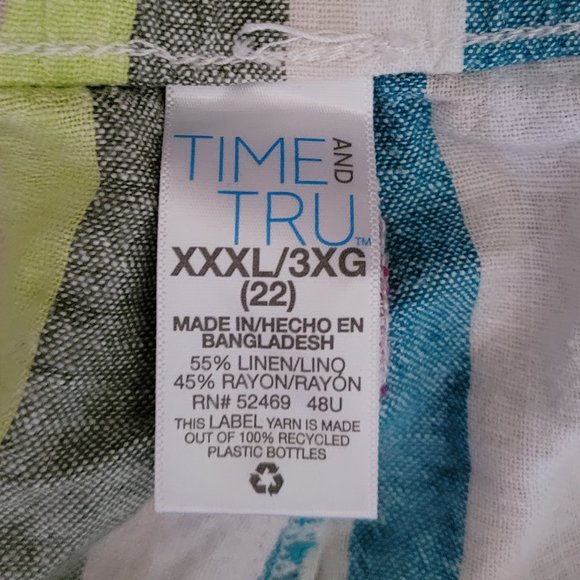 TIME AND
TRU™
XXXL/3XG
(22)
MADE IN/HECHO EN
BANGLADESH
55% LINEN/LINO
45% RAYON/RAYÓN
RN# 52469 48U
THIS LABEL YARN IS MADE
OUT OF 100% RECYCLED
PLASTIC BOTTLES